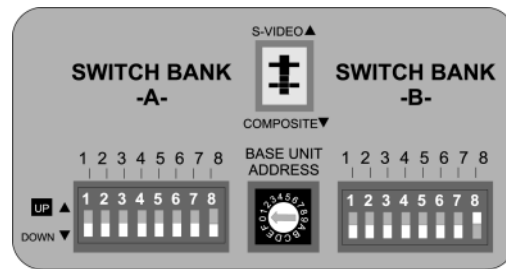 S-VIDEO▲
SWITCH BANK
-A-
SWITCH BANK
-B-
COMPOSITE▼
1 2 3 4 5 6 7 8
BASE UNIT
ADDRESS
1 2 3 4 5 6 7 8
UP ▲
DOWN ▼
1 2 3 4 5 6 7 8
0123456789ABCDEF
1 2 3 4 5 6 7 8